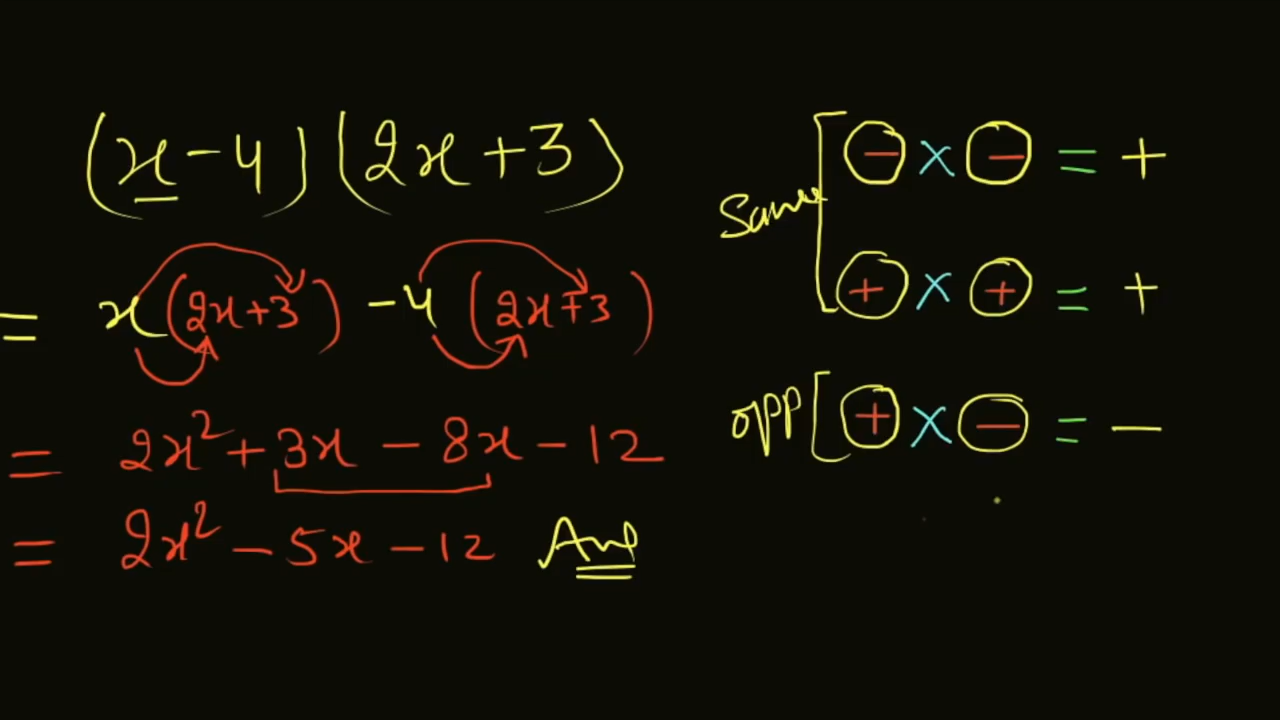 (x-4)(2x+3)
= x(2x+3) -4(2x+3)
= 2x² + 3x - 8x - 12
= 2x² - 5x - 12 Ans
Same
- × - = +
+ × + = +
opp + × - = -